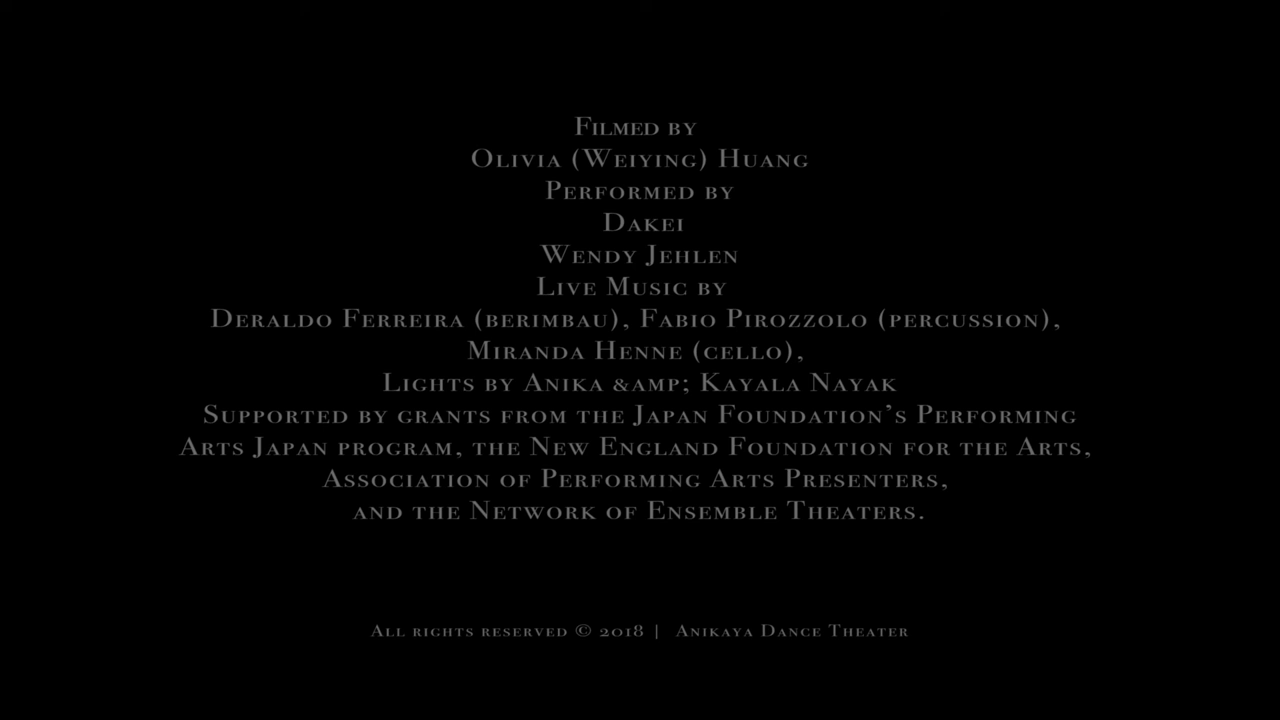 Filmed by
Olivia (Weiying) Huang
Performed by
Dakei
Wendy Jehlen
Live Music by
Deraldo Ferreira (berimbau), Fabio Pirozzolo (percussion),
Miranda Henne (cello),
Lights by Anika &amp; Kayala Nayak
Supported by grants from the Japan Foundation’s Performing
Arts Japan program, the New England Foundation for the Arts,
Association of Performing Arts Presenters,
and the Network of Ensemble Theaters.
All rights reserved © 2018 | Anikaya Dance Theater